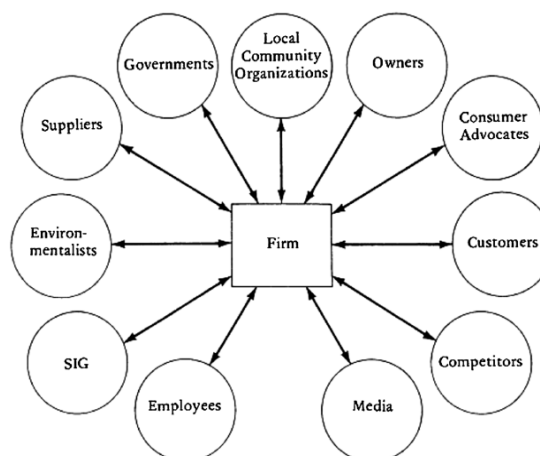 Local
Community
Organizations
Governments
Owners
Suppliers
Consumer
Advocates
Environ-
mentalists
Firm
Customers
SIG
Competitors
Employees
Media